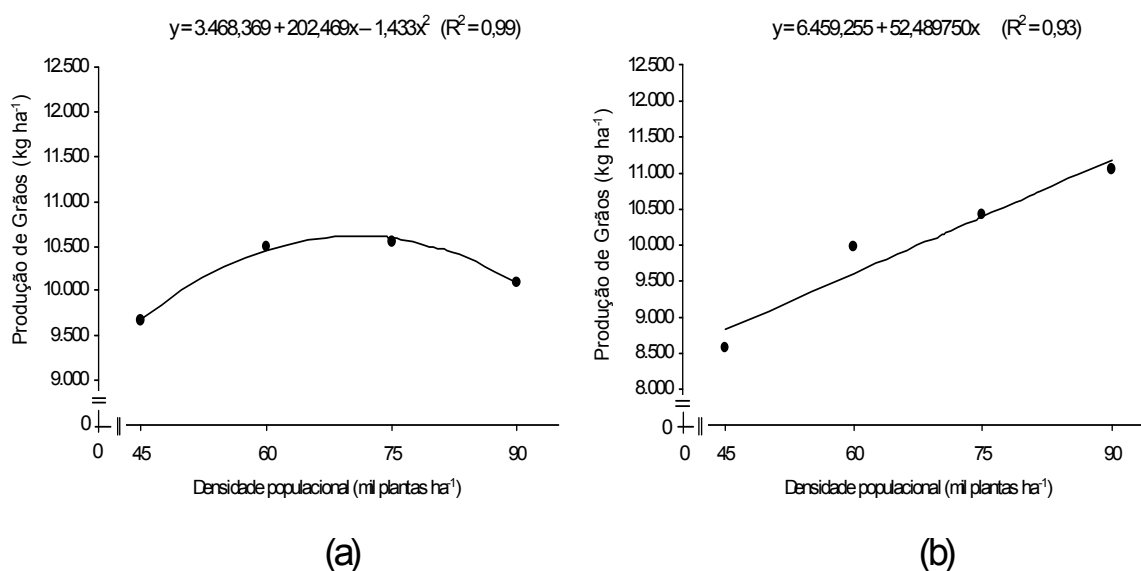 y = 3.468,369 + 202,469x – 1,433x² (R² = 0,99)
12.500
12.000
11.500
11.000
10.500
10.000
9.500
9.000
0
Produção de Grãos (kg ha⁻¹)
0 45 60 75 90
Densidade populacional (mil plantas ha⁻¹)
(a)
y = 6.459,255 + 52,489750x (R² = 0,93)
12.500
12.000
11.500
11.000
10.500
10.000
9.500
9.000
8.500
8.000
0
Produção de Grãos (kg ha⁻¹)
0 45 60 75 90
Densidade populacional (mil plantas ha⁻¹)
(b)